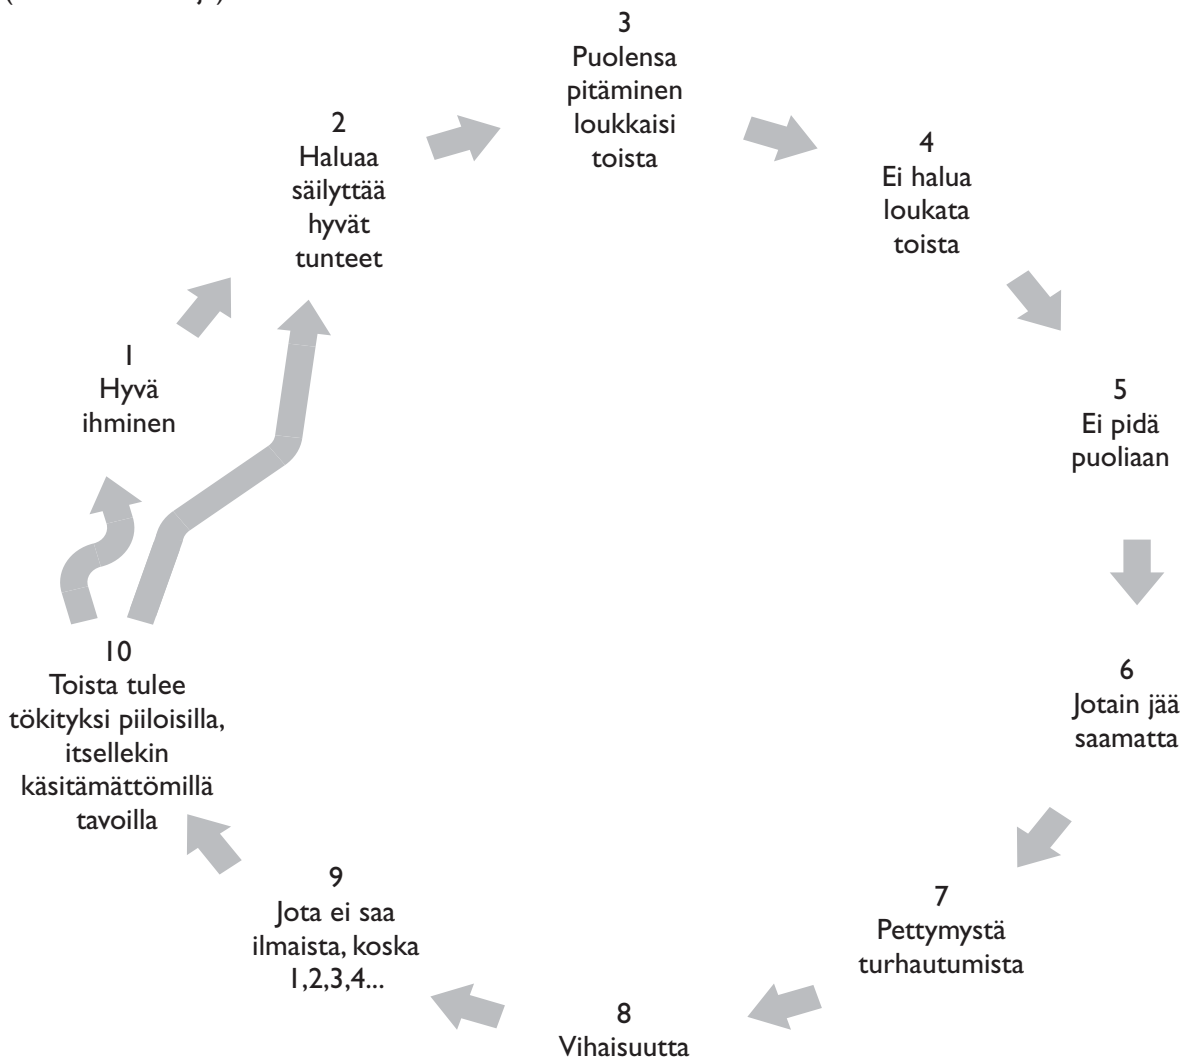 3
Puolensa
pitäminen
loukkaisi
toista
2
Haluaa
säilyttää
hyvät
tunteet
4
Ei halua
loukata
toista
1
Hyvä
ihminen
5
Ei pidä
puoliaan
10
Toista tulee
tökityksi piiloisilla,
itsellekin
käsitämättömillä
tavoilla
6
Jotain jää
saamatta
9
Jota ei saa
ilmaista, koska
1,2,3,4...
7
Pettymystä
turhautumista
8
Vihaisuutta